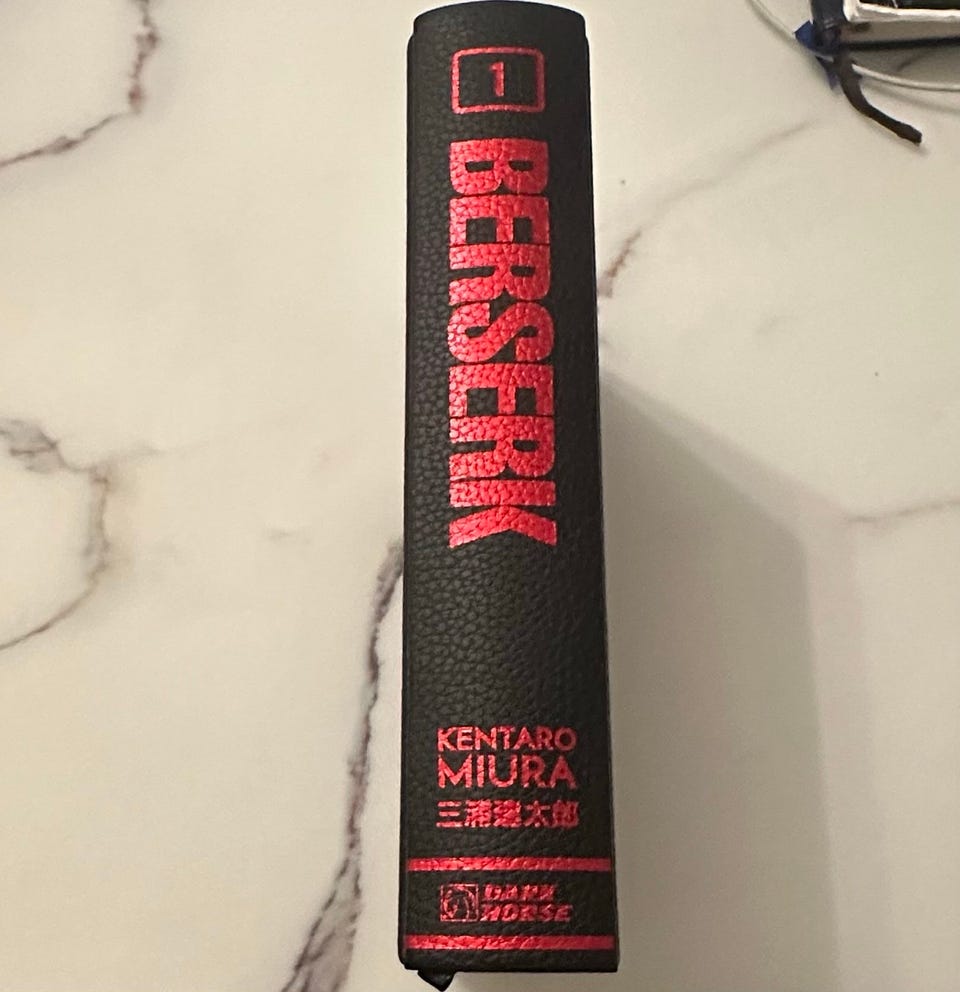 1
BERSERK
KENTARO
MIURA
三浦建太郎
DARK
HORSE